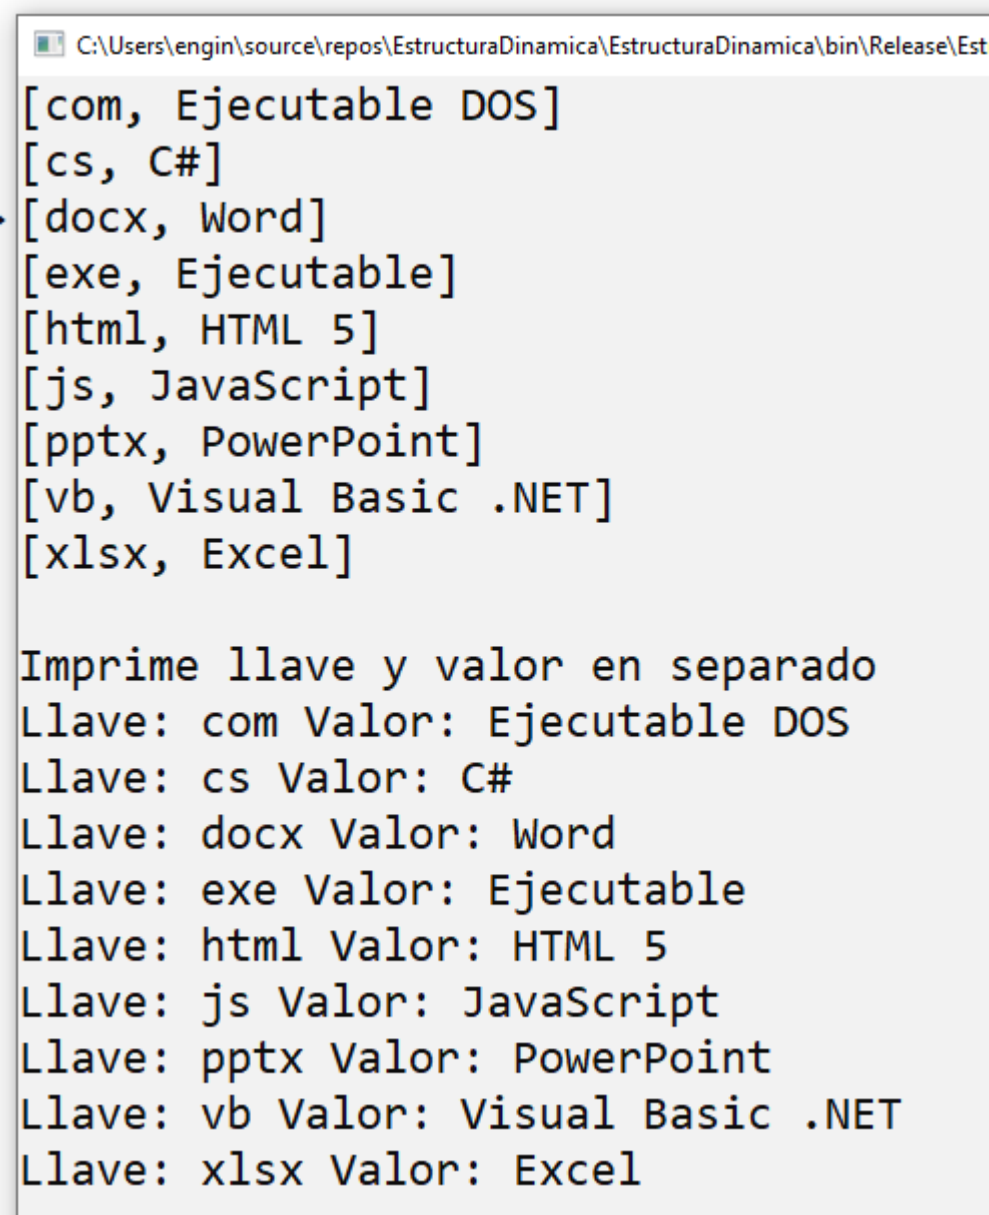 C:\Users\engin\source\repos\EstructuraDinamica\EstructuraDinamica\bin\Release\Est
[com, Ejecutable DOS]
[cs, C#]
[docx, Word]
[exe, Ejecutable]
[html, HTML 5]
[js, JavaScript]
[pptx, PowerPoint]
[vb, Visual Basic .NET]
[xlsx, Excel]
Imprime llave y valor en separado
Llave: com Valor: Ejecutable DOS
Llave: cs Valor: C#
Llave: docx Valor: Word
Llave: exe Valor: Ejecutable
Llave: html Valor: HTML 5
Llave: js Valor: JavaScript
Llave: pptx Valor: PowerPoint
Llave: vb Valor: Visual Basic .NET
Llave: xlsx Valor: Excel